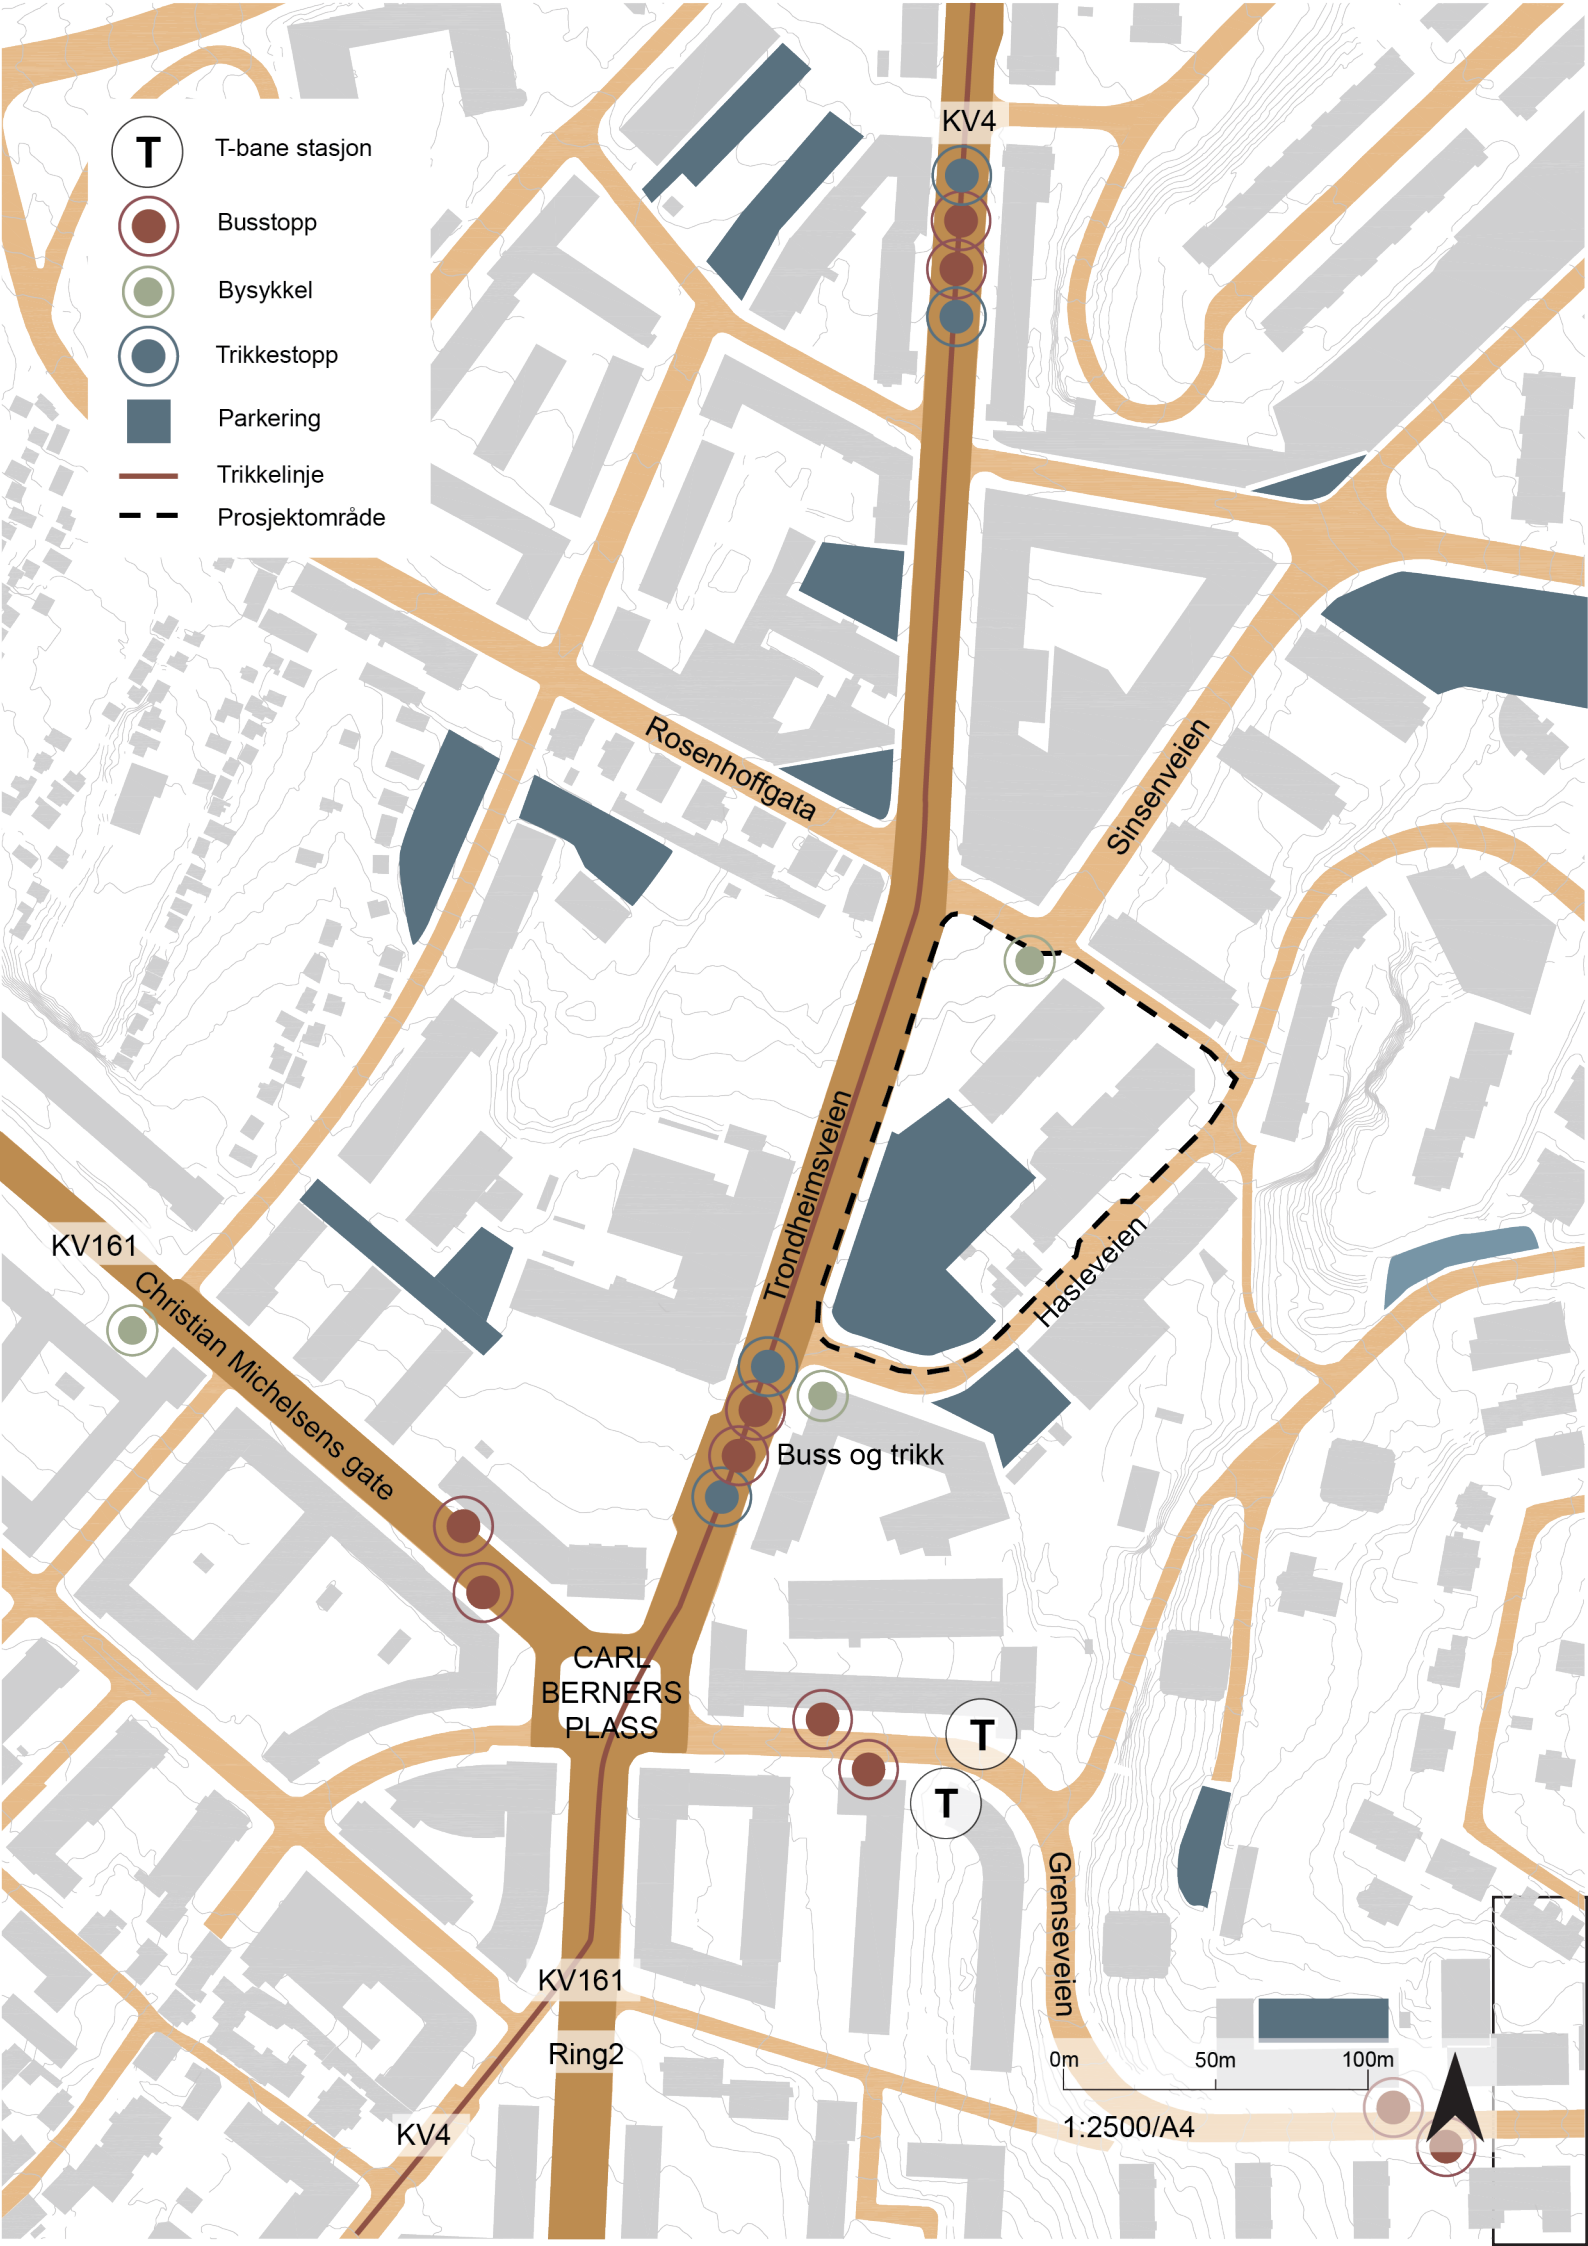 KV4
T
T-bane stasjon
Busstopp
Bysykkel
Trikkestopp
Parkering
Trikkelinje
Prosjektområde
Rosenhoffgata
Sinsenveien
Trondheimsveien
KV161
Christian Michelsens gate
Hasleveien
Buss og trikk
CARL
BERNERS
PLASS
T
T
Grenseveien
KV161
Ring2
0m
50m
100m
1:2500/A4
KV4